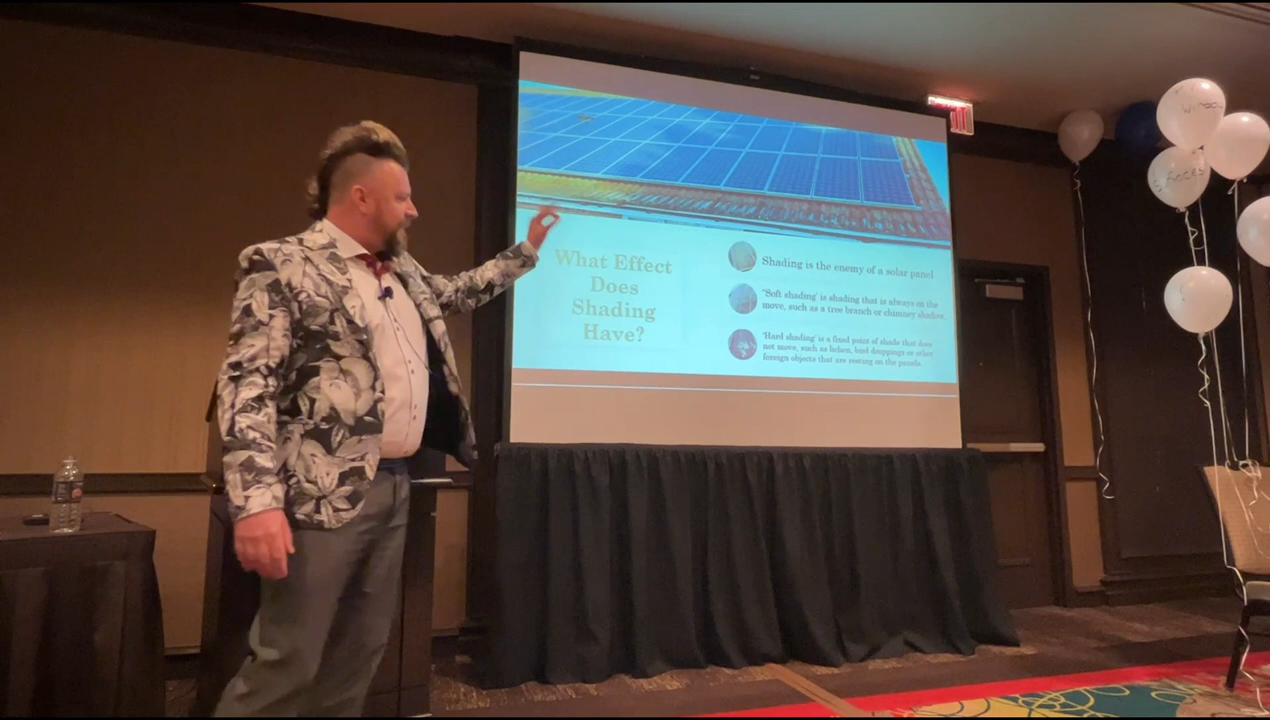 What Effect
Does
Shading
Have?
Shading is the enemy of a solar panel
'Soft shading' is shading that is always on the
move, such as a tree branch or chimney shadow.
'Hard shading' is a fixed point of shade that does
not move, such as lichen, bird droppings or other
foreign objects that are resting on the panels.